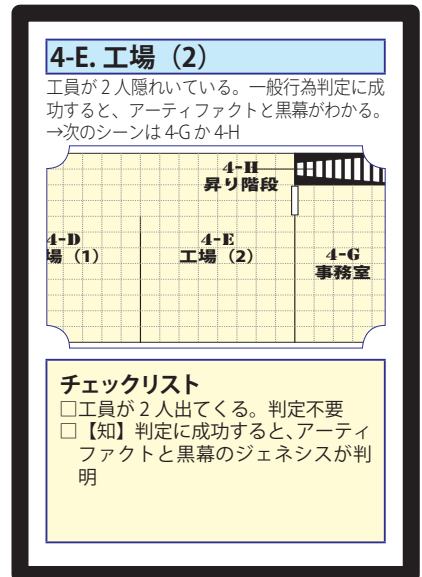 4-E. 工場（2）
工員が2人隠れいている。一般行為判定に成
功すると、アーティファクトと黒幕がわかる。
→次のシーンは 4-G か 4-H
4-H
昇り階段
4-D
場（1）
4-E
工場（2）
4-G
事務室
チェックリスト
□工員が2人出てくる。判定不要
□【知】判定に成功すると、アーティ
ファクトと黒幕のジェネシスが判
明